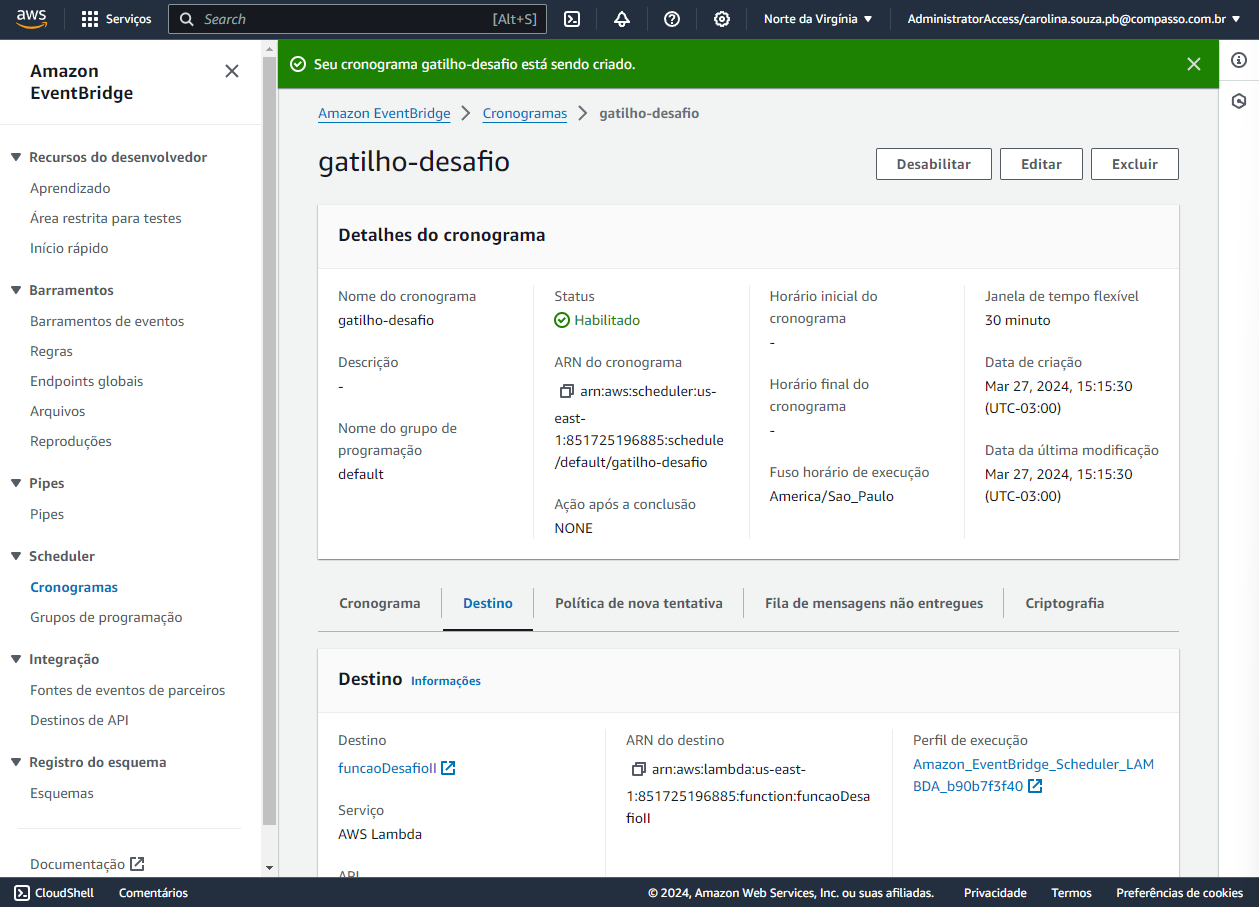 aws
Serviços
Search
[Alt+S]
Norte da Virgínia
AdministratorAccess/carolina.souza.pb@compasso.com.br
Amazon
EventBridge
Recursos do desenvolvedor
Aprendizado
Área restrita para testes
Início rápido
Barramentos
Barramentos de eventos
Regras
Endpoints globais
Arquivos
Reproduções
Pipes
Pipes
Scheduler
Cronogramas
Grupos de programação
Integração
Fontes de eventos de parceiros
Destinos de API
Registro do esquema
Esquemas
Documentação
Seu cronograma gatilho-desafio está sendo criado.
Amazon EventBridge
Cronogramas
gatilho-desafio
gatilho-desafio
Desabilitar
Editar
Excluir
Detalhes do cronograma
Nome do cronograma
gatilho-desafio
Descrição
-
Nome do grupo de
programação
default
Status
Habilitado
ARN do cronograma
arn:aws:scheduler:us-
east-
1:851725196885:schedule
/default/gatilho-desafio
Ação após a conclusão
NONE
Horário inicial do
cronograma
-
Horário final do
cronograma
-
Fuso horário de execução
America/Sao_Paulo
Janela de tempo flexível
30 minuto
Data de criação
Mar 27, 2024, 15:15:30
(UTC-03:00)
Data da última modificação
Mar 27, 2024, 15:15:30
(UTC-03:00)
Cronograma
Destino
Política de nova tentativa
Fila de mensagens não entregues
Criptografia
Destino Informações
Destino
funcaoDesafioII
Serviço
AWS Lambda
API
ARN do destino
arn:aws:lambda:us-east-
1:851725196885:function:funcaoDesa
fioII
Perfil de execução
Amazon_EventBridge_Scheduler_LAM
BDA_b90b7f3f40
CloudShell
Comentários
© 2024, Amazon Web Services, Inc. ou suas afiliadas.
Privacidade
Termos
Preferências de cookies